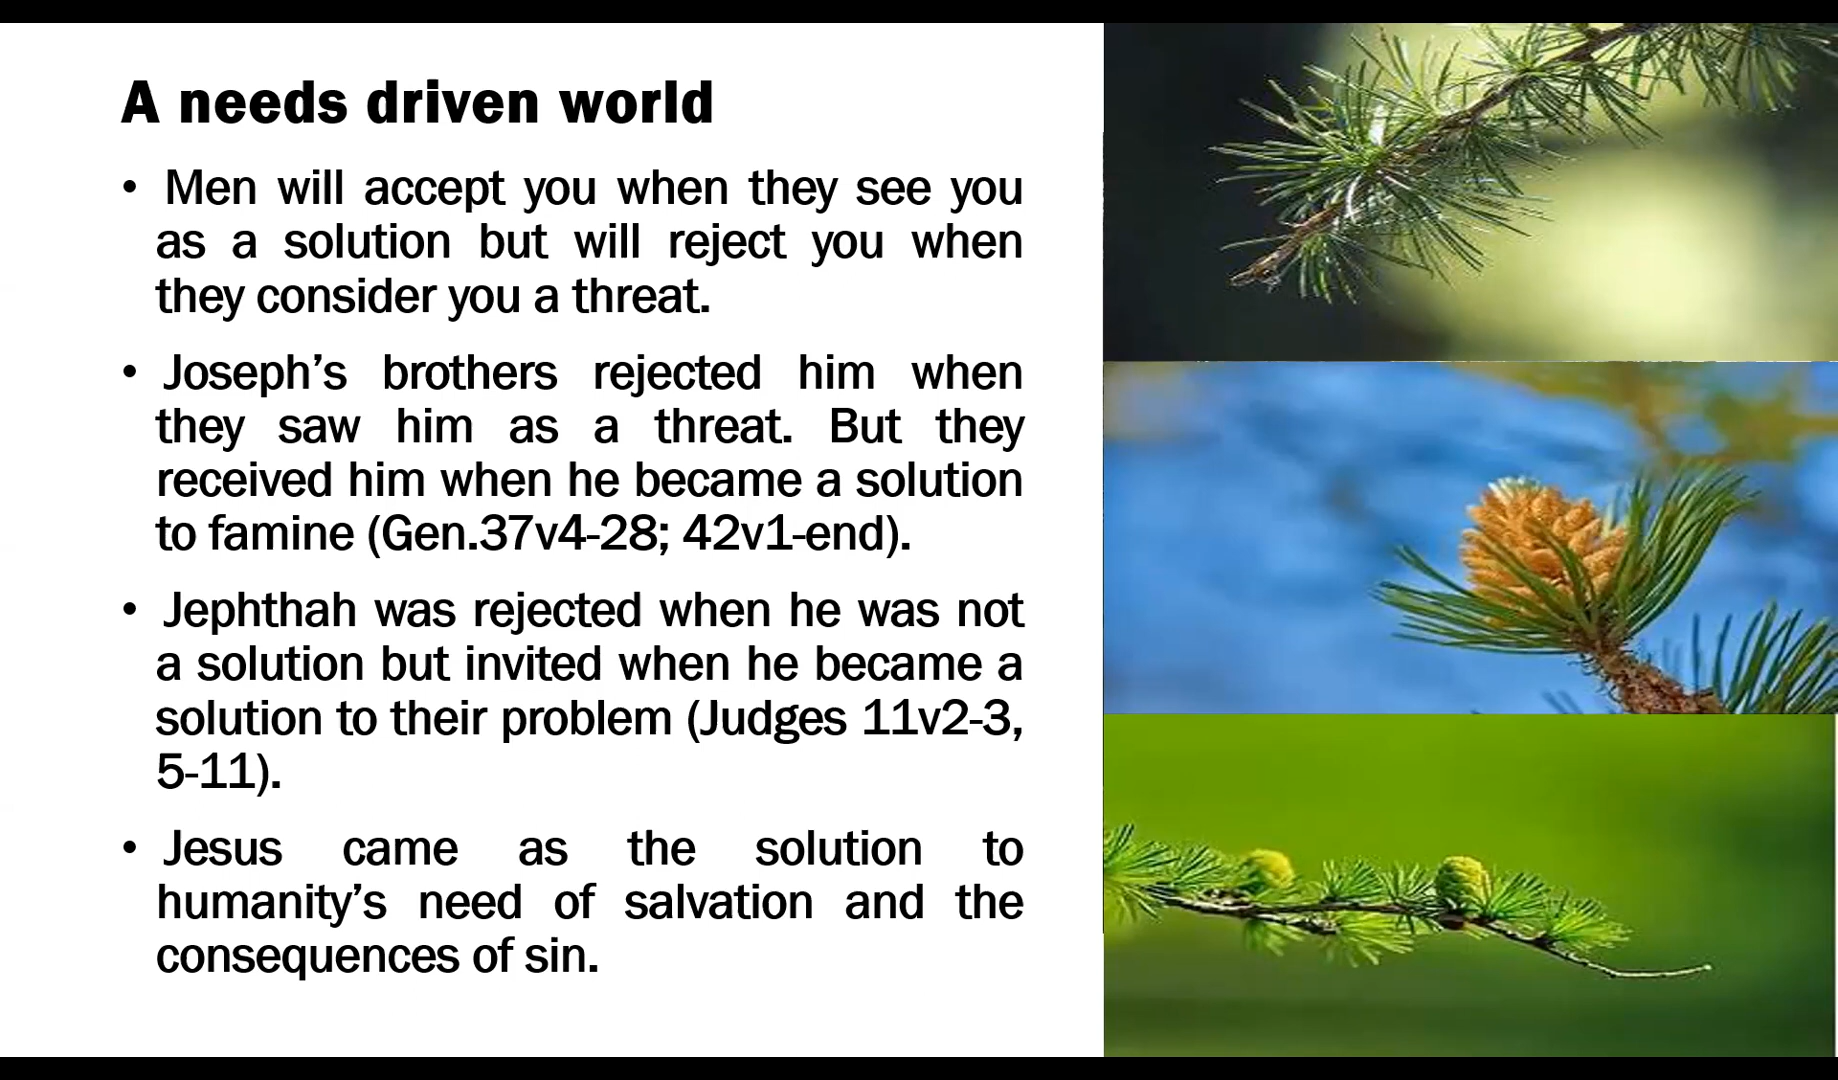 A needs driven world
• Men will accept you when they see you
as a solution but will reject you when
they consider you a threat.
• Joseph’s brothers rejected him when
they saw him as a threat. But they
received him when he became a solution
to famine (Gen.37v4-28; 42v1-end).
• Jephthah was rejected when he was not
a solution but invited when he became a
solution to their problem (Judges 11v2-3,
5-11).
• Jesus came as the solution to
humanity’s need of salvation and the
consequences of sin.